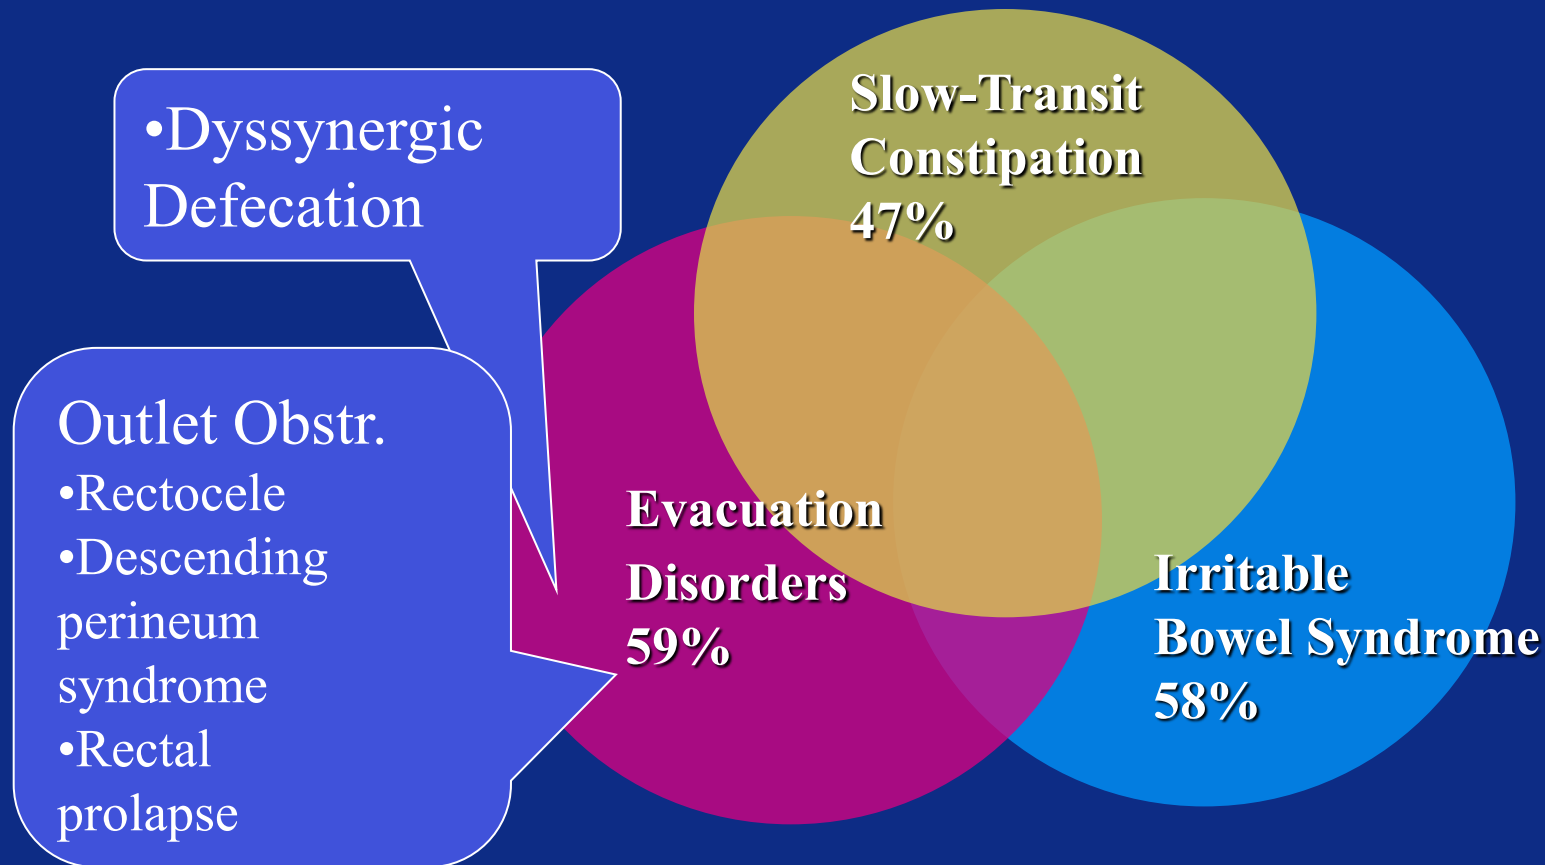 •Dyssynergic
Defecation
Slow-Transit
Constipation
47%
Outlet Obstr.
•Rectocele
•Descending
perineum
syndrome
•Rectal
prolapse
Evacuation
Disorders
59%
Irritable
Bowel Syndrome
58%